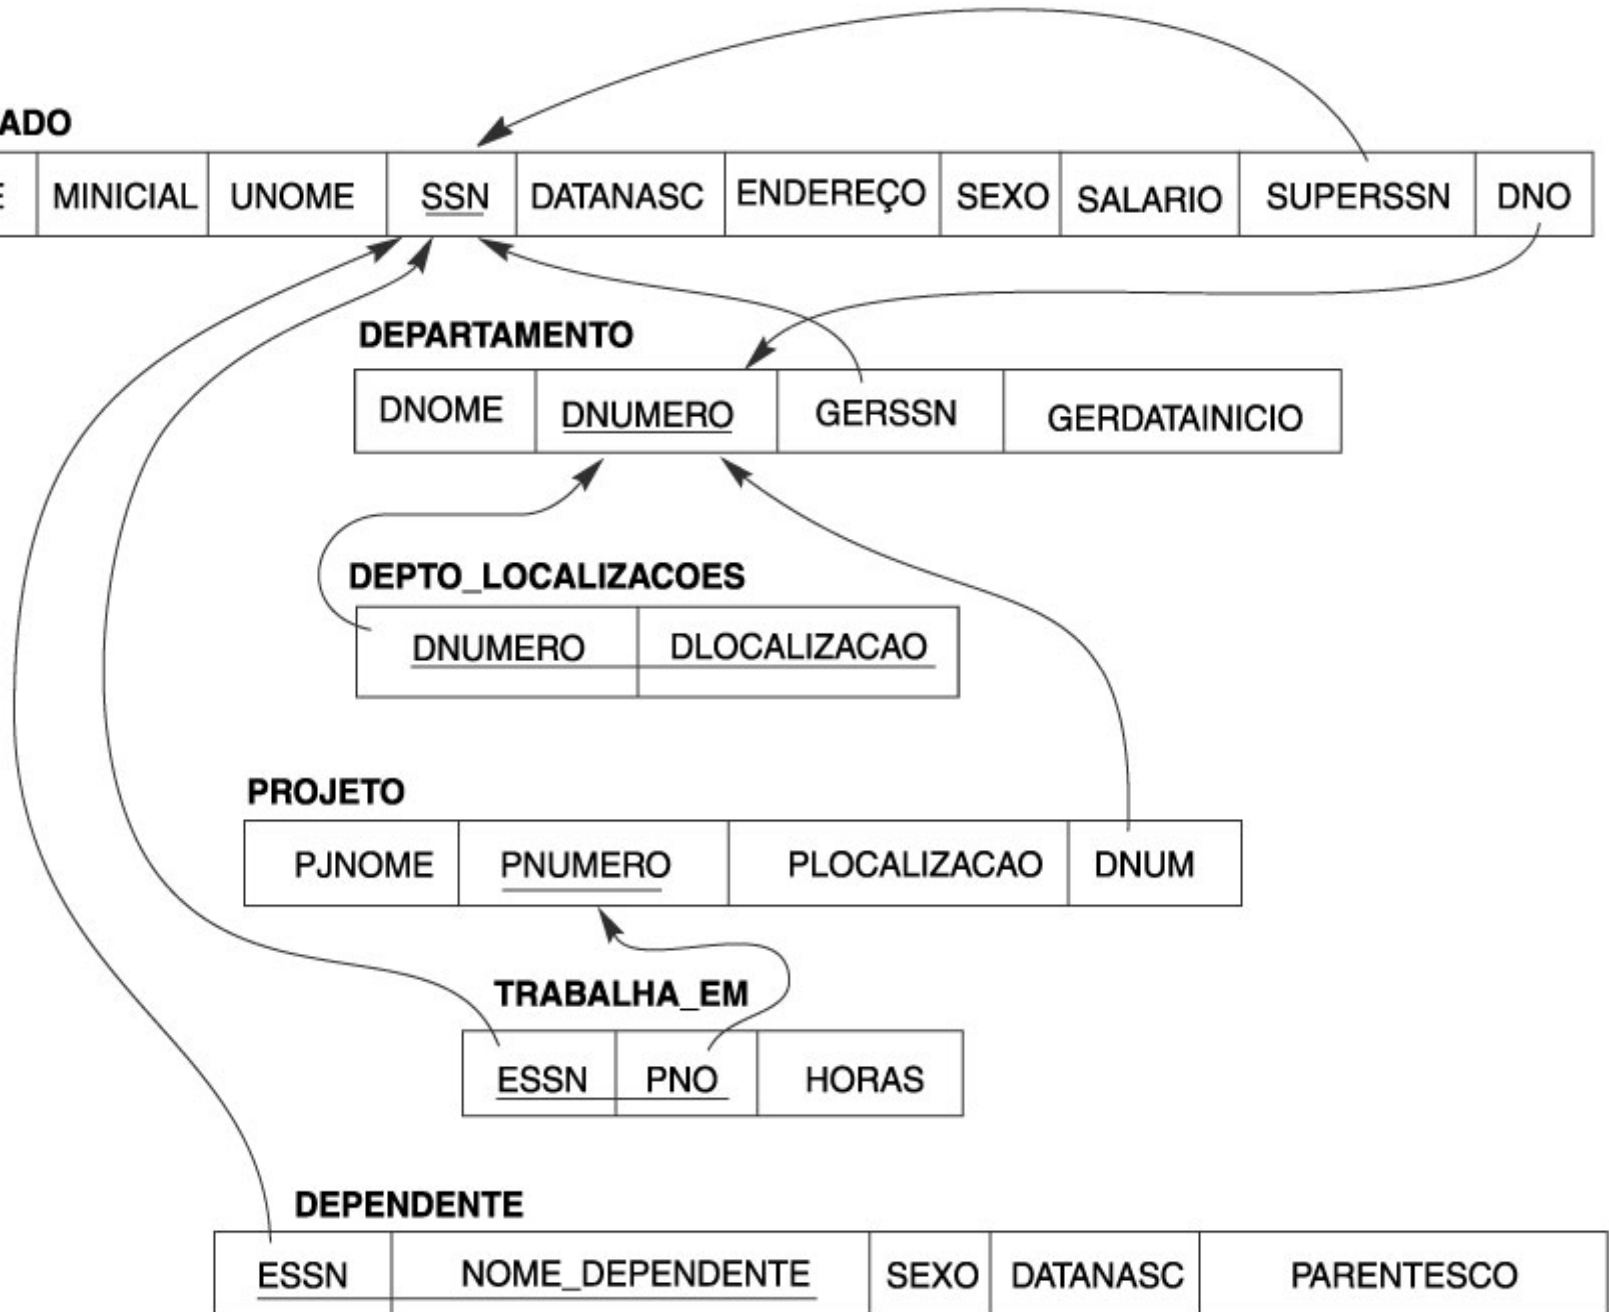 ADO
E MINICIAL UNOME SSN DATANASC ENDEREÇO SEXO SALARIO SUPERSSN DNO
DEPARTAMENTO
DNOME DNUMERO GERSSN GERDATAINICIO
DEPTO_LOCALIZACOES
DNUMERO DLOCALIZACAO
PROJETO
PJNOME PNUMERO PLOCALIZACAO DNUM
TRABALHA_EM
ESSN PNO HORAS
DEPENDENTE
ESSN NOME_DEPENDENTE SEXO DATANASC PARENTESCO